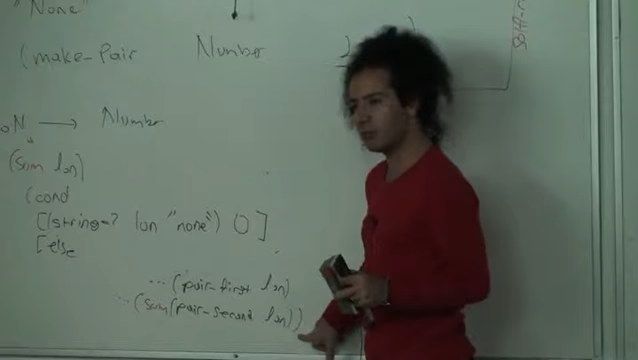 "None"
(make-Pair Number
oN → Number
(sum lon)
(cond
[(string=? lon "none") 0]
[else
... (pair-first lon)
... (sum(pair-second lon))